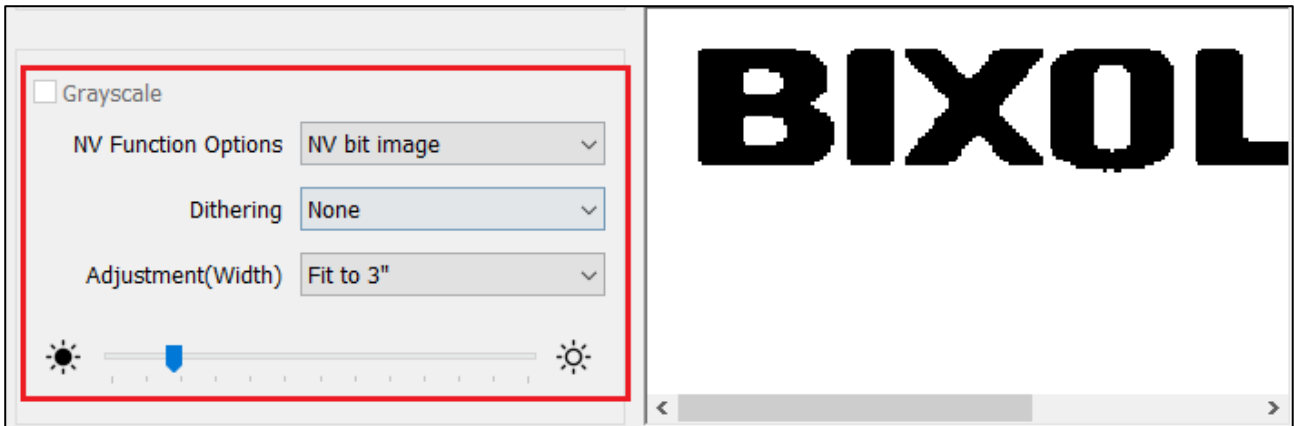 Grayscale
NV Function Options NV bit image
Dithering None
Adjustment(Width) Fit to 3"
BIXOL